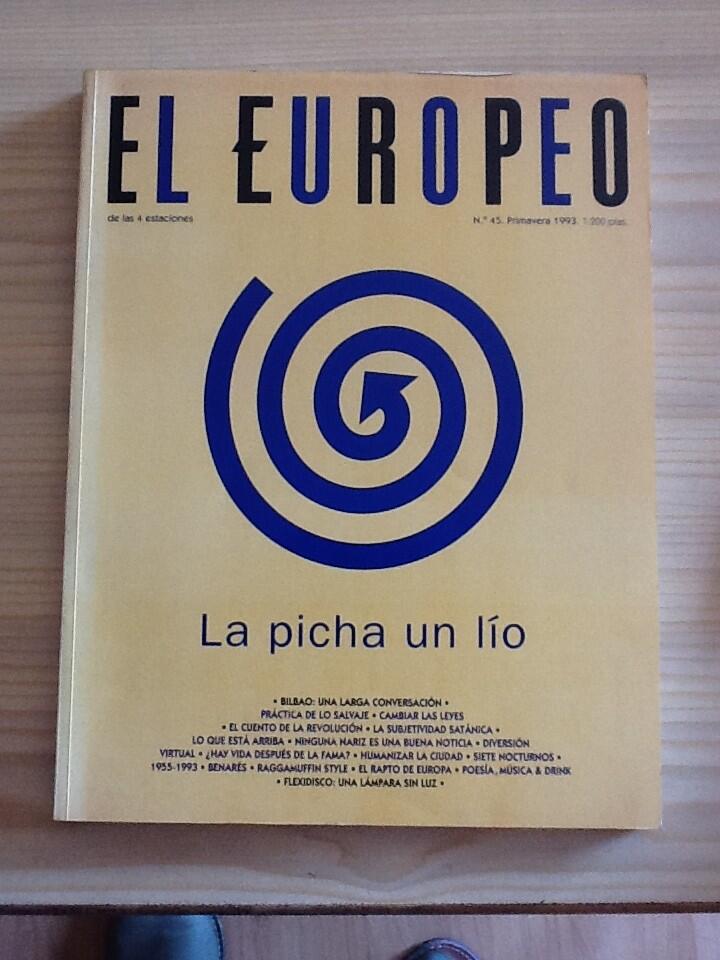 EL EUROPEO
de las 4 estaciones
N.º 45. Primavera 1993. 1.200 ptas.
La picha un lío
• BILBAO: UNA LARGA CONVERSACIÓN •
PRÁCTICA DE LO SALVAJE • CAMBIAR LAS LEYES
• EL CUENTO DE LA REVOLUCIÓN • LA SUBJETIVIDAD SATÁNICA •
LO QUE ESTÁ ARRIBA • NINGUNA NARIZ ES UNA BUENA NOTICIA • DIVERSIÓN
VIRTUAL • ¿HAY VIDA DESPUÉS DE LA FAMA? • HUMANIZAR LA CIUDAD • SIETE NOCTURNOS •
1955-1993 • BENARÉS • RAGGAMUFFIN STYLE • EL RAPTO DE EUROPA • POESÍA, MÚSICA & DRINK
• FLEXIDISCO: UNA LÁMPARA SIN LUZ •